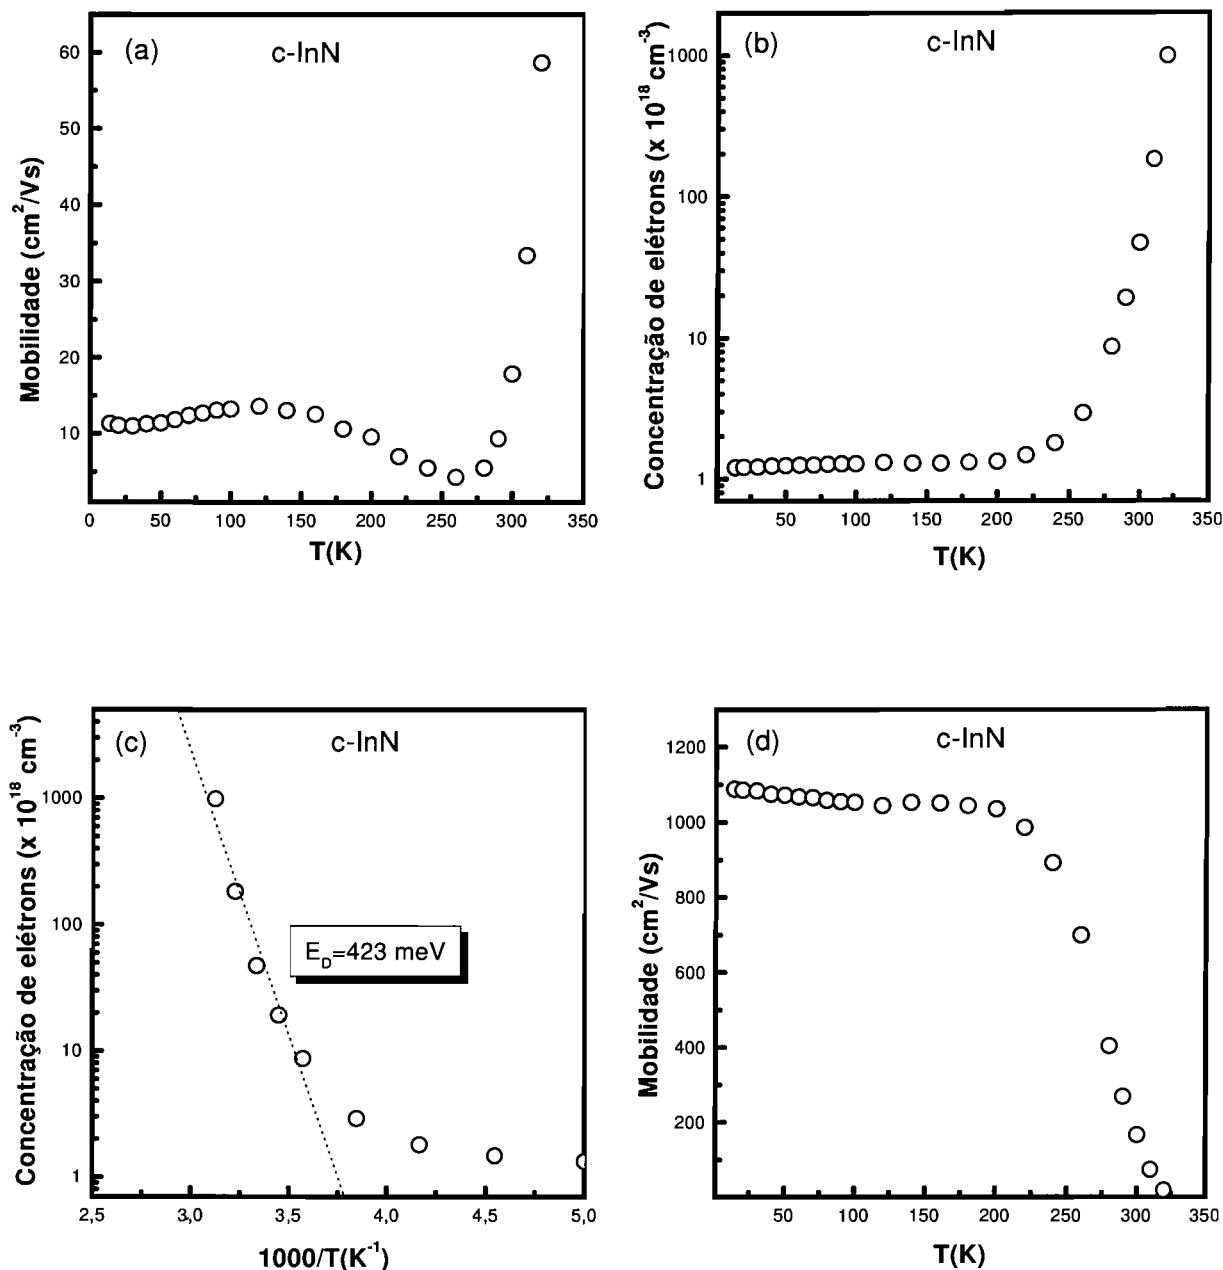 (a)
c-InN
60
50
40
30
20
10
0
50
100
150
200
250
300
350
Mobilidade (cm²/Vs)
T(K)
(b)
c-InN
1000
100
10
1
50
100
150
200
250
300
350
Concentração de elétrons (x 10¹⁸ cm⁻³)
T(K)
(c)
c-InN
1000
100
10
1
E_D=423 meV
2,5
3,0
3,5
4,0
4,5
5,0
Concentração de elétrons (x 10¹⁸ cm⁻³)
1000/T(K⁻¹)
(d)
c-InN
1200
1000
800
600
400
200
50
100
150
200
250
300
350
Mobilidade (cm²/Vs)
T(K)